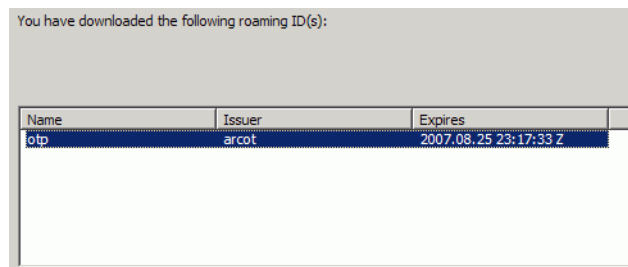 You have downloaded the following roaming ID(s):
Name Issuer Expires
otp arcot 2007.08.25 23:17:33 Z